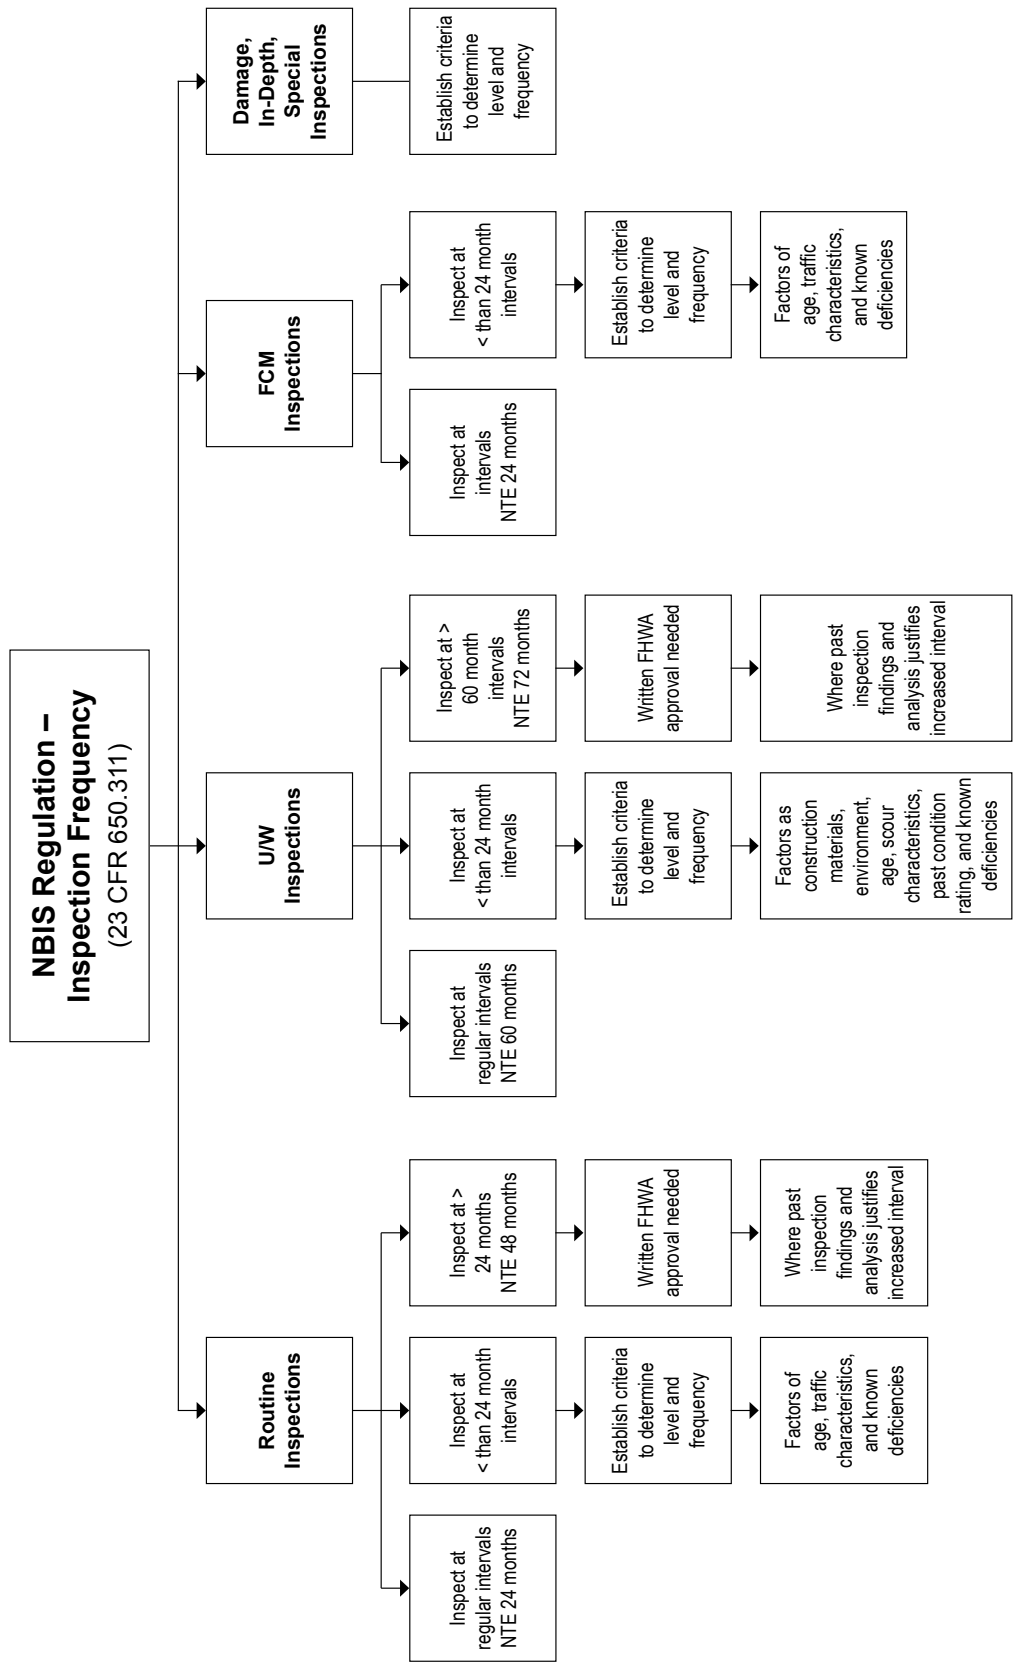 NBIS Regulation –
Inspection Frequency
(23 CFR 650.311)
Routine
Inspections
Inspect at
regular intervals
NTE 24 months
Inspect at
< than 24 month
intervals
Establish criteria
to determine
level and
frequency
Factors of
age, traffic
characteristics,
and known
deficiencies
Inspect at >
24 months
NTE 48 months
Written FHWA
approval needed
Where past
inspection
findings and
analysis justifies
increased interval
U/W
Inspections
Inspect at
regular intervals
NTE 60 months
Inspect at
< than 24 month
intervals
Establish criteria
to determine
level and
frequency
Factors as
construction
materials,
environment,
age, scour
characteristics,
past condition
rating, and known
deficiencies
Inspect at >
60 month
intervals
NTE 72 months
Written FHWA
approval needed
Where past
inspection
findings and
analysis justifies
increased interval
FCM
Inspections
Inspect at
intervals
NTE 24 months
Inspect at
< than 24 month
intervals
Establish criteria
to determine
level and
frequency
Factors of
age, traffic
characteristics,
and known
deficiencies
Damage,
In-Depth,
Special
Inspections
Establish criteria
to determine
level and
frequency